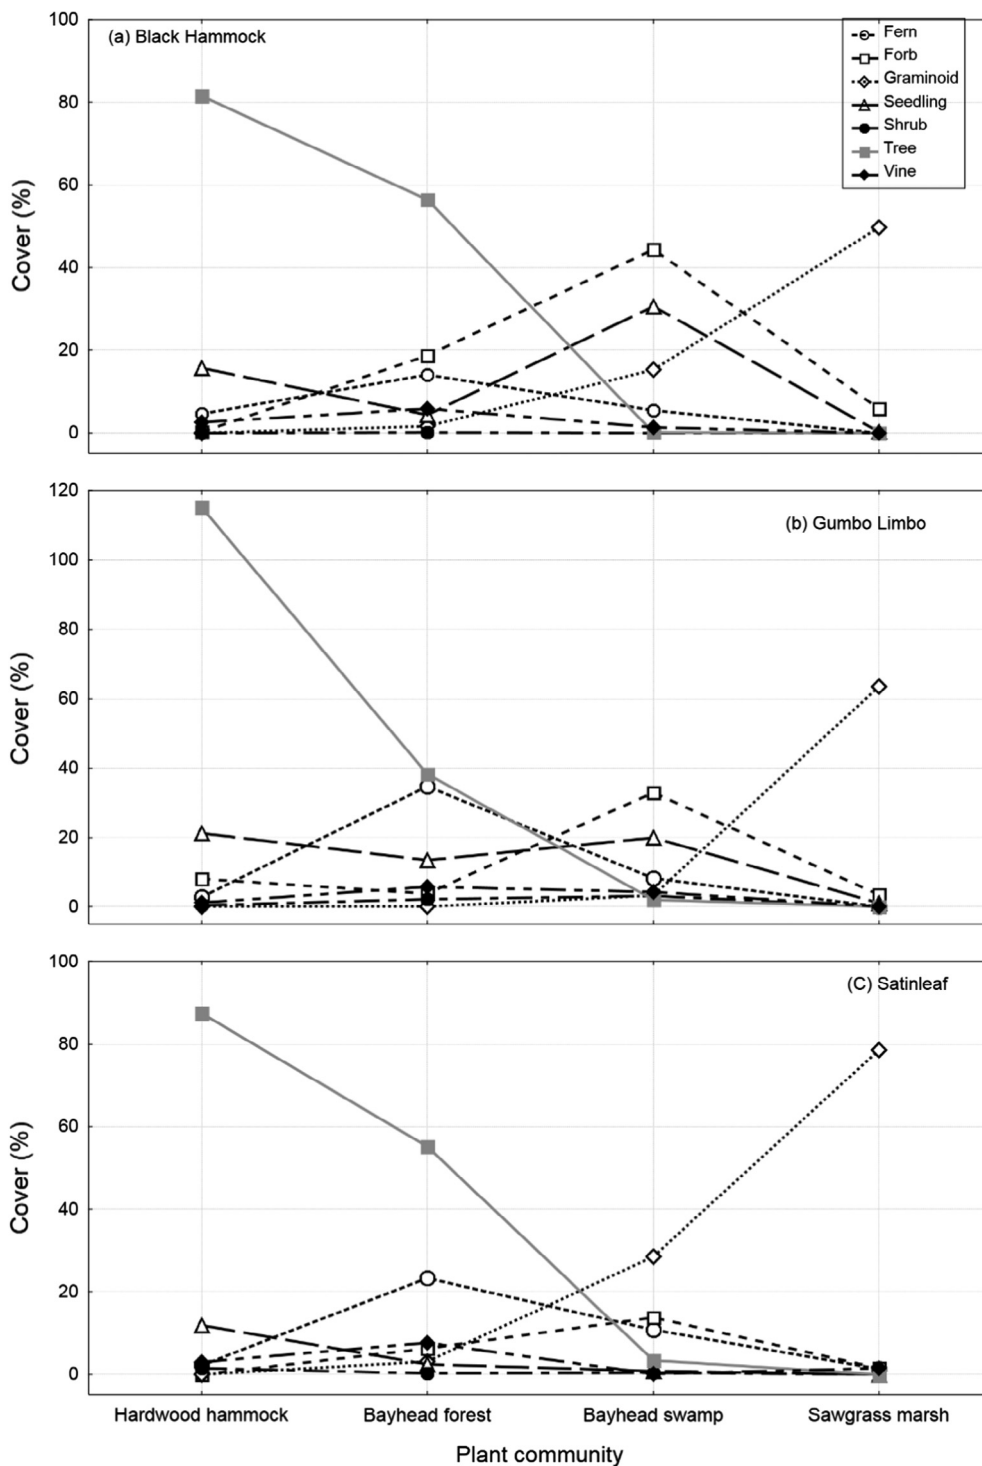 (a) Black Hammock
Fern
Forb
Graminoid
Seedling
Shrub
Tree
Vine
100
80
60
40
20
0
Cover (%)
(b) Gumbo Limbo
120
100
80
60
40
20
0
Cover (%)
(C) Satinleaf
100
80
60
40
20
0
Cover (%)
Hardwood hammock Bayhead forest Bayhead swamp Sawgrass marsh
Plant community